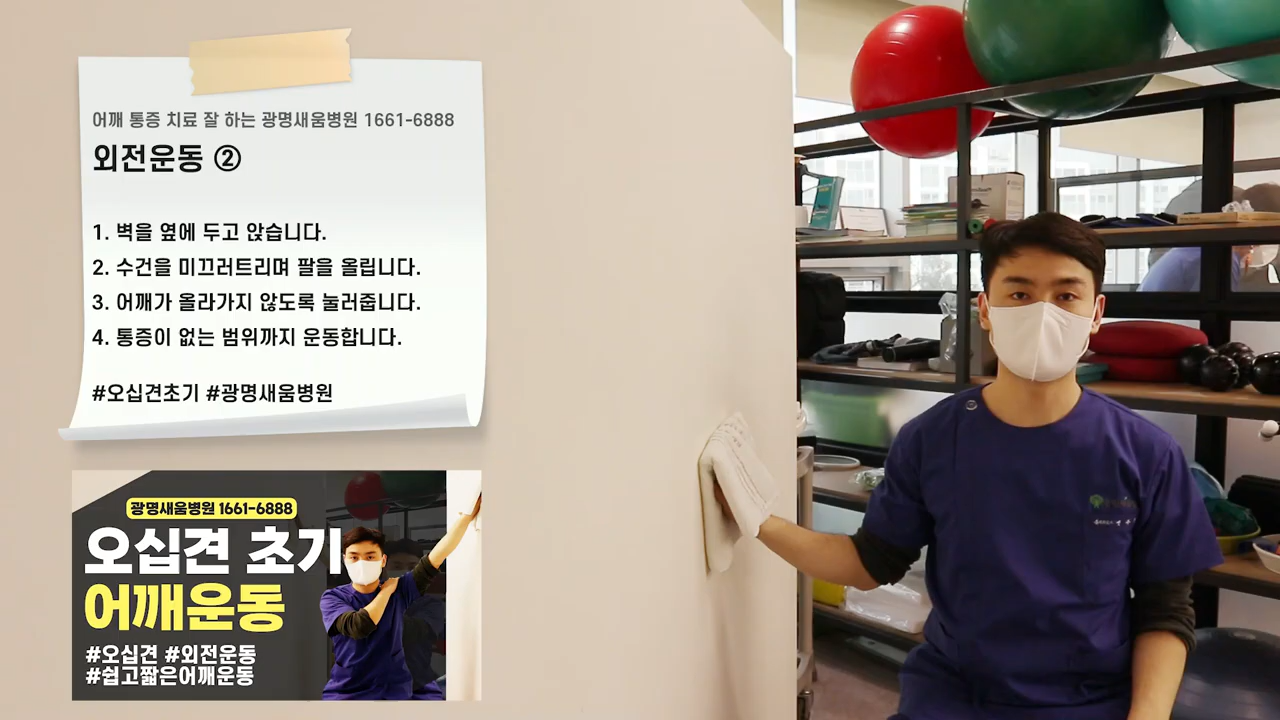 어깨 통증 치료 잘 하는 광명새움병원 1661-6888
외전운동 ②
1. 벽을 옆에 두고 앉습니다.
2. 수건을 미끄러트리며 팔을 올립니다.
3. 어깨가 올라가지 않도록 눌러줍니다.
4. 통증이 없는 범위까지 운동합니다.
#오십견초기 #광명새움병원
광명새움병원 1661-6888
오십견 초기
어깨운동
#오십견 #외전운동
#쉽고짧은어깨운동